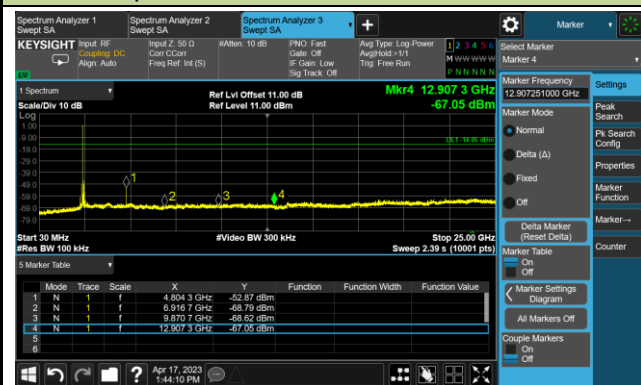 Spectrum Analyzer 1
Swept SA
Spectrum Analyzer 2
Swept SA
Spectrum Analyzer 3
Swept SA
Marker
KEYSIGHT
Input: RF
Coupling: DC
Align: Auto
Input Z: 50 Ω
Corr CCorr
Freq Ref: Int (S)
#Atten: 10 dB
PNO: Fast
Gate: Off
IF Gain: Low
Sig Track: Off
Avg Type: Log-Power
Avg|Hold:>1/1
Trig: Free Run
1 2 3 4 5 6
M W W W W W
P N N N N N
Select Marker
Marker 4
1 Spectrum
Scale/Div 10 dB
Ref Lvl Offset 11.00 dB
Ref Level 11.00 dBm
Mkr4 12.907 3 GHz
-67.05 dBm
Log
1.00
-9.00
-19.0
-29.0
-39.0
-49.0
-59.0
-69.0
-79.0
DL1 -14.86 dBm
1
2
3
4
Start 30 MHz
#Res BW 100 kHz
#Video BW 300 kHz
Stop 25.00 GHz
Sweep 2.39 s (10001 pts)
5 Marker Table
Mode Trace Scale X Y Function Function Width Function Value
1 N 1 f 4.804 3 GHz -52.87 dBm
2 N 1 f 6.916 7 GHz -68.79 dBm
3 N 1 f 9.870 7 GHz -68.62 dBm
4 N 1 f 12.907 3 GHz -67.05 dBm
5
6
Marker Frequency
12.907251000 GHz
Marker Mode
Normal
Delta (Δ)
Fixed
Off
Delta Marker
(Reset Delta)
Marker Table
On
Off
Marker Settings
Diagram
All Markers Off
Couple Markers
On
Off
Settings
Peak
Search
Pk Search
Config
Properties
Marker
Function
Marker→
Counter
Apr 17, 2023
1:44:10 PM